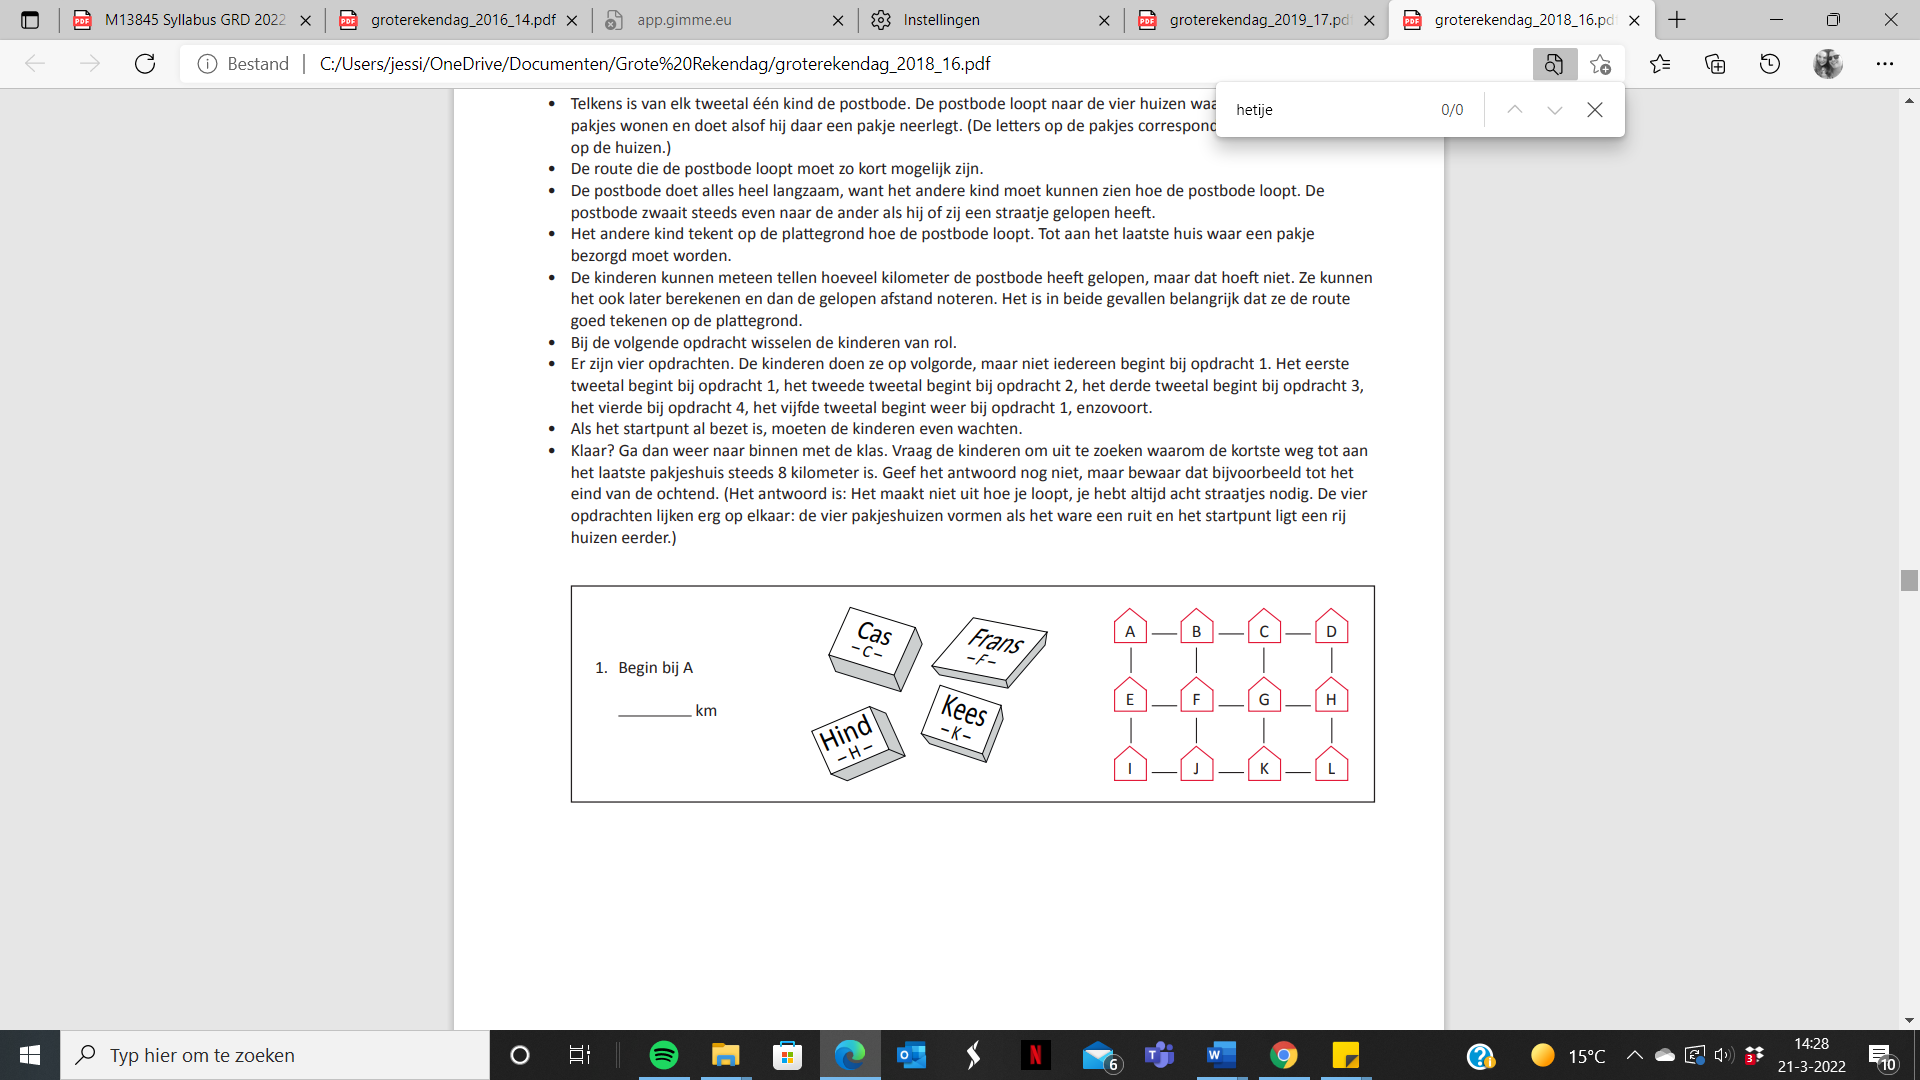 M13845 Syllabus GRD 2022
groterekendag_2016_14.pdf
app.gimme.eu
Instellingen
groterekendag_2019_17.pd
groterekendag_2018_16.pd
Bestand
C:/Users/jessi/OneDrive/Documenten/Grote%20Rekendag/groterekendag_2018_16.pdf
hetije
0/0
• Telkens is van elk tweetal één kind de postbode. De postbode loopt naar de vier huizen waa
pakjes wonen en doet alsof hij daar een pakje neerlegt. (De letters op de pakjes correspond
op de huizen.)
• De route die de postbode loopt moet zo kort mogelijk zijn.
• De postbode doet alles heel langzaam, want het andere kind moet kunnen zien hoe de postbode loopt. De
postbode zwaait steeds even naar de ander als hij of zij een straatje gelopen heeft.
• Het andere kind tekent op de plattegrond hoe de postbode loopt. Tot aan het laatste huis waar een pakje
bezorgd moet worden.
• De kinderen kunnen meteen tellen hoeveel kilometer de postbode heeft gelopen, maar dat hoeft niet. Ze kunnen
het ook later berekenen en dan de gelopen afstand noteren. Het is in beide gevallen belangrijk dat ze de route
goed tekenen op de plattegrond.
• Bij de volgende opdracht wisselen de kinderen van rol.
• Er zijn vier opdrachten. De kinderen doen ze op volgorde, maar niet iedereen begint bij opdracht 1. Het eerste
tweetal begint bij opdracht 1, het tweede tweetal begint bij opdracht 2, het derde tweetal begint bij opdracht 3,
het vierde bij opdracht 4, het vijfde tweetal begint weer bij opdracht 1, enzovoort.
• Als het startpunt al bezet is, moeten de kinderen even wachten.
• Klaar? Ga dan weer naar binnen met de klas. Vraag de kinderen om uit te zoeken waarom de kortste weg tot aan
het laatste pakjeshuis steeds 8 kilometer is. Geef het antwoord nog niet, maar bewaar dat bijvoorbeeld tot het
eind van de ochtend. (Het antwoord is: Het maakt niet uit hoe je loopt, je hebt altijd acht straatjes nodig. De vier
opdrachten lijken erg op elkaar: de vier pakjeshuizen vormen als het ware een ruit en het startpunt ligt een rij
huizen eerder.)
1. Begin bij A
_________ km
Cas
– C –
Frans
– F –
Hind
– H –
Kees
– K –
A B C D
E F G H
I J K L
Typ hier om te zoeken
6
15°C
3
14:28
21-3-2022
10